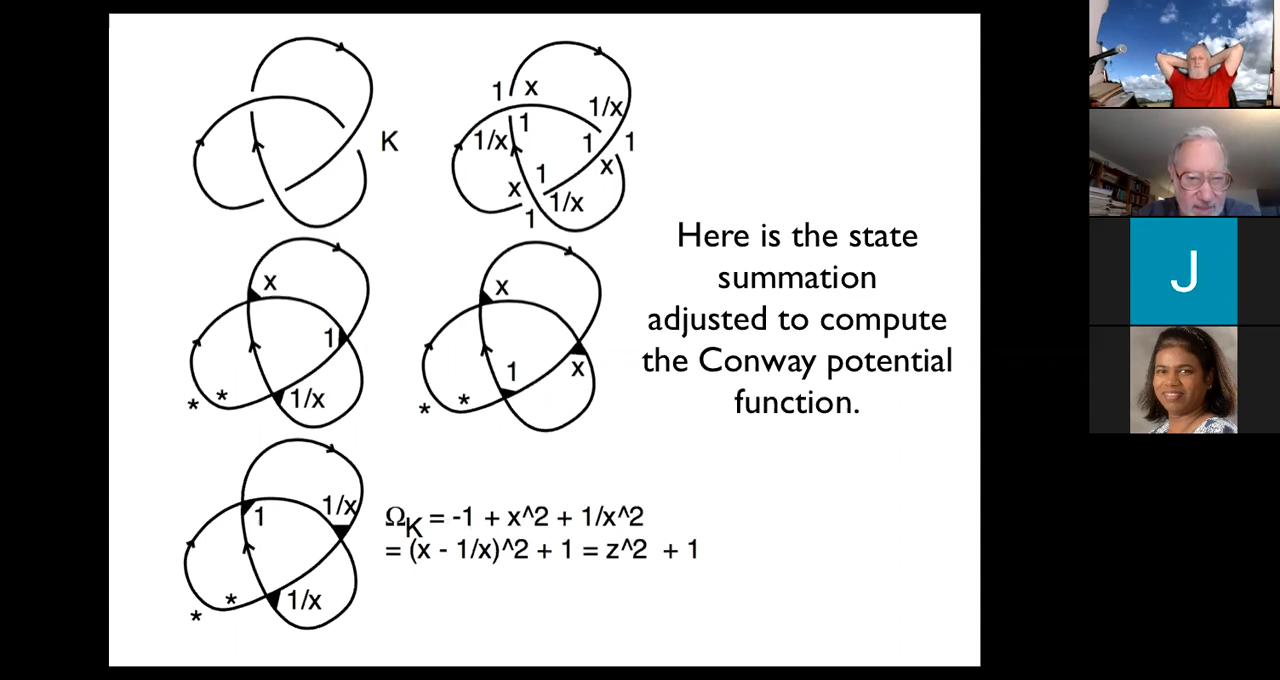 K
1 x
1/x
1
1/x
1
1
x
1
x
1/x
1
Here is the state
summation
adjusted to compute
the Conway potential
function.
x
1
* *
1/x
x
1
x
* *
1
1/x
* *
1/x
ΩK = -1 + x^2 + 1/x^2
= (x - 1/x)^2 + 1 = z^2 + 1
J